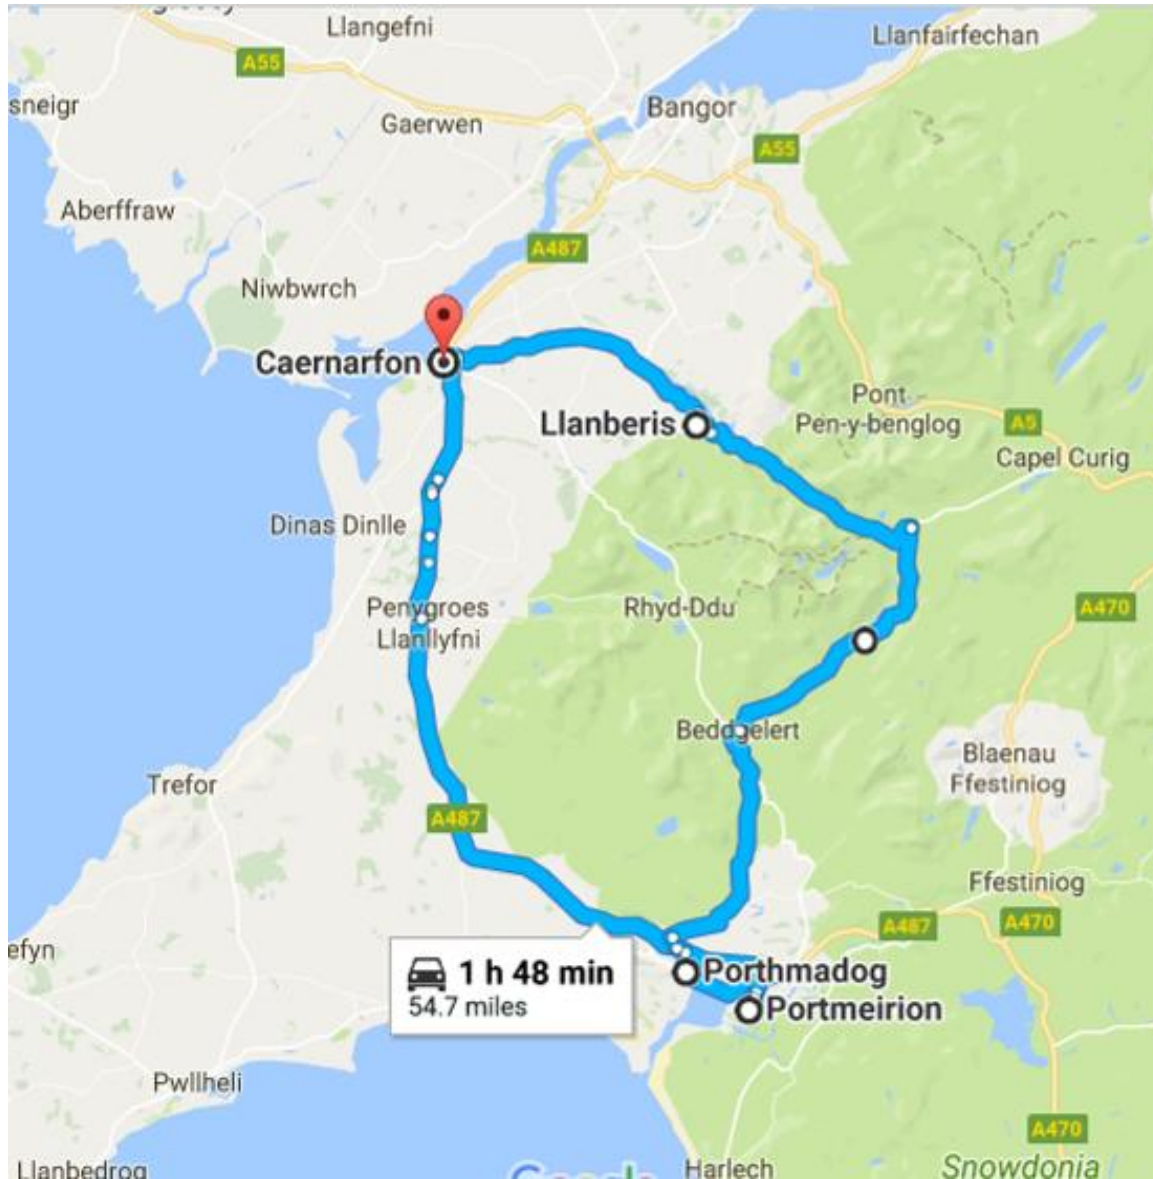 Llangefni
Llanfairfechan
A55
sneigr
Gaerwen
Bangor
A55
Aberffraw
A487
Niwbwrch
Caernarfon
Llanberis
Pont
Pen-y-benglog
A5
Capel Curig
Dinas Dinlle
Penygroes
Llanllyfni
Rhyd-Ddu
A470
Beddgelert
Blaenau
Ffestiniog
Trefor
A487
Ffestiniog
A487
A470
efyn
1 h 48 min
54.7 miles
Porthmadog
Portmeirion
Pwllheli
A470
Llanbedrog
Google
Harlech
Snowdonia